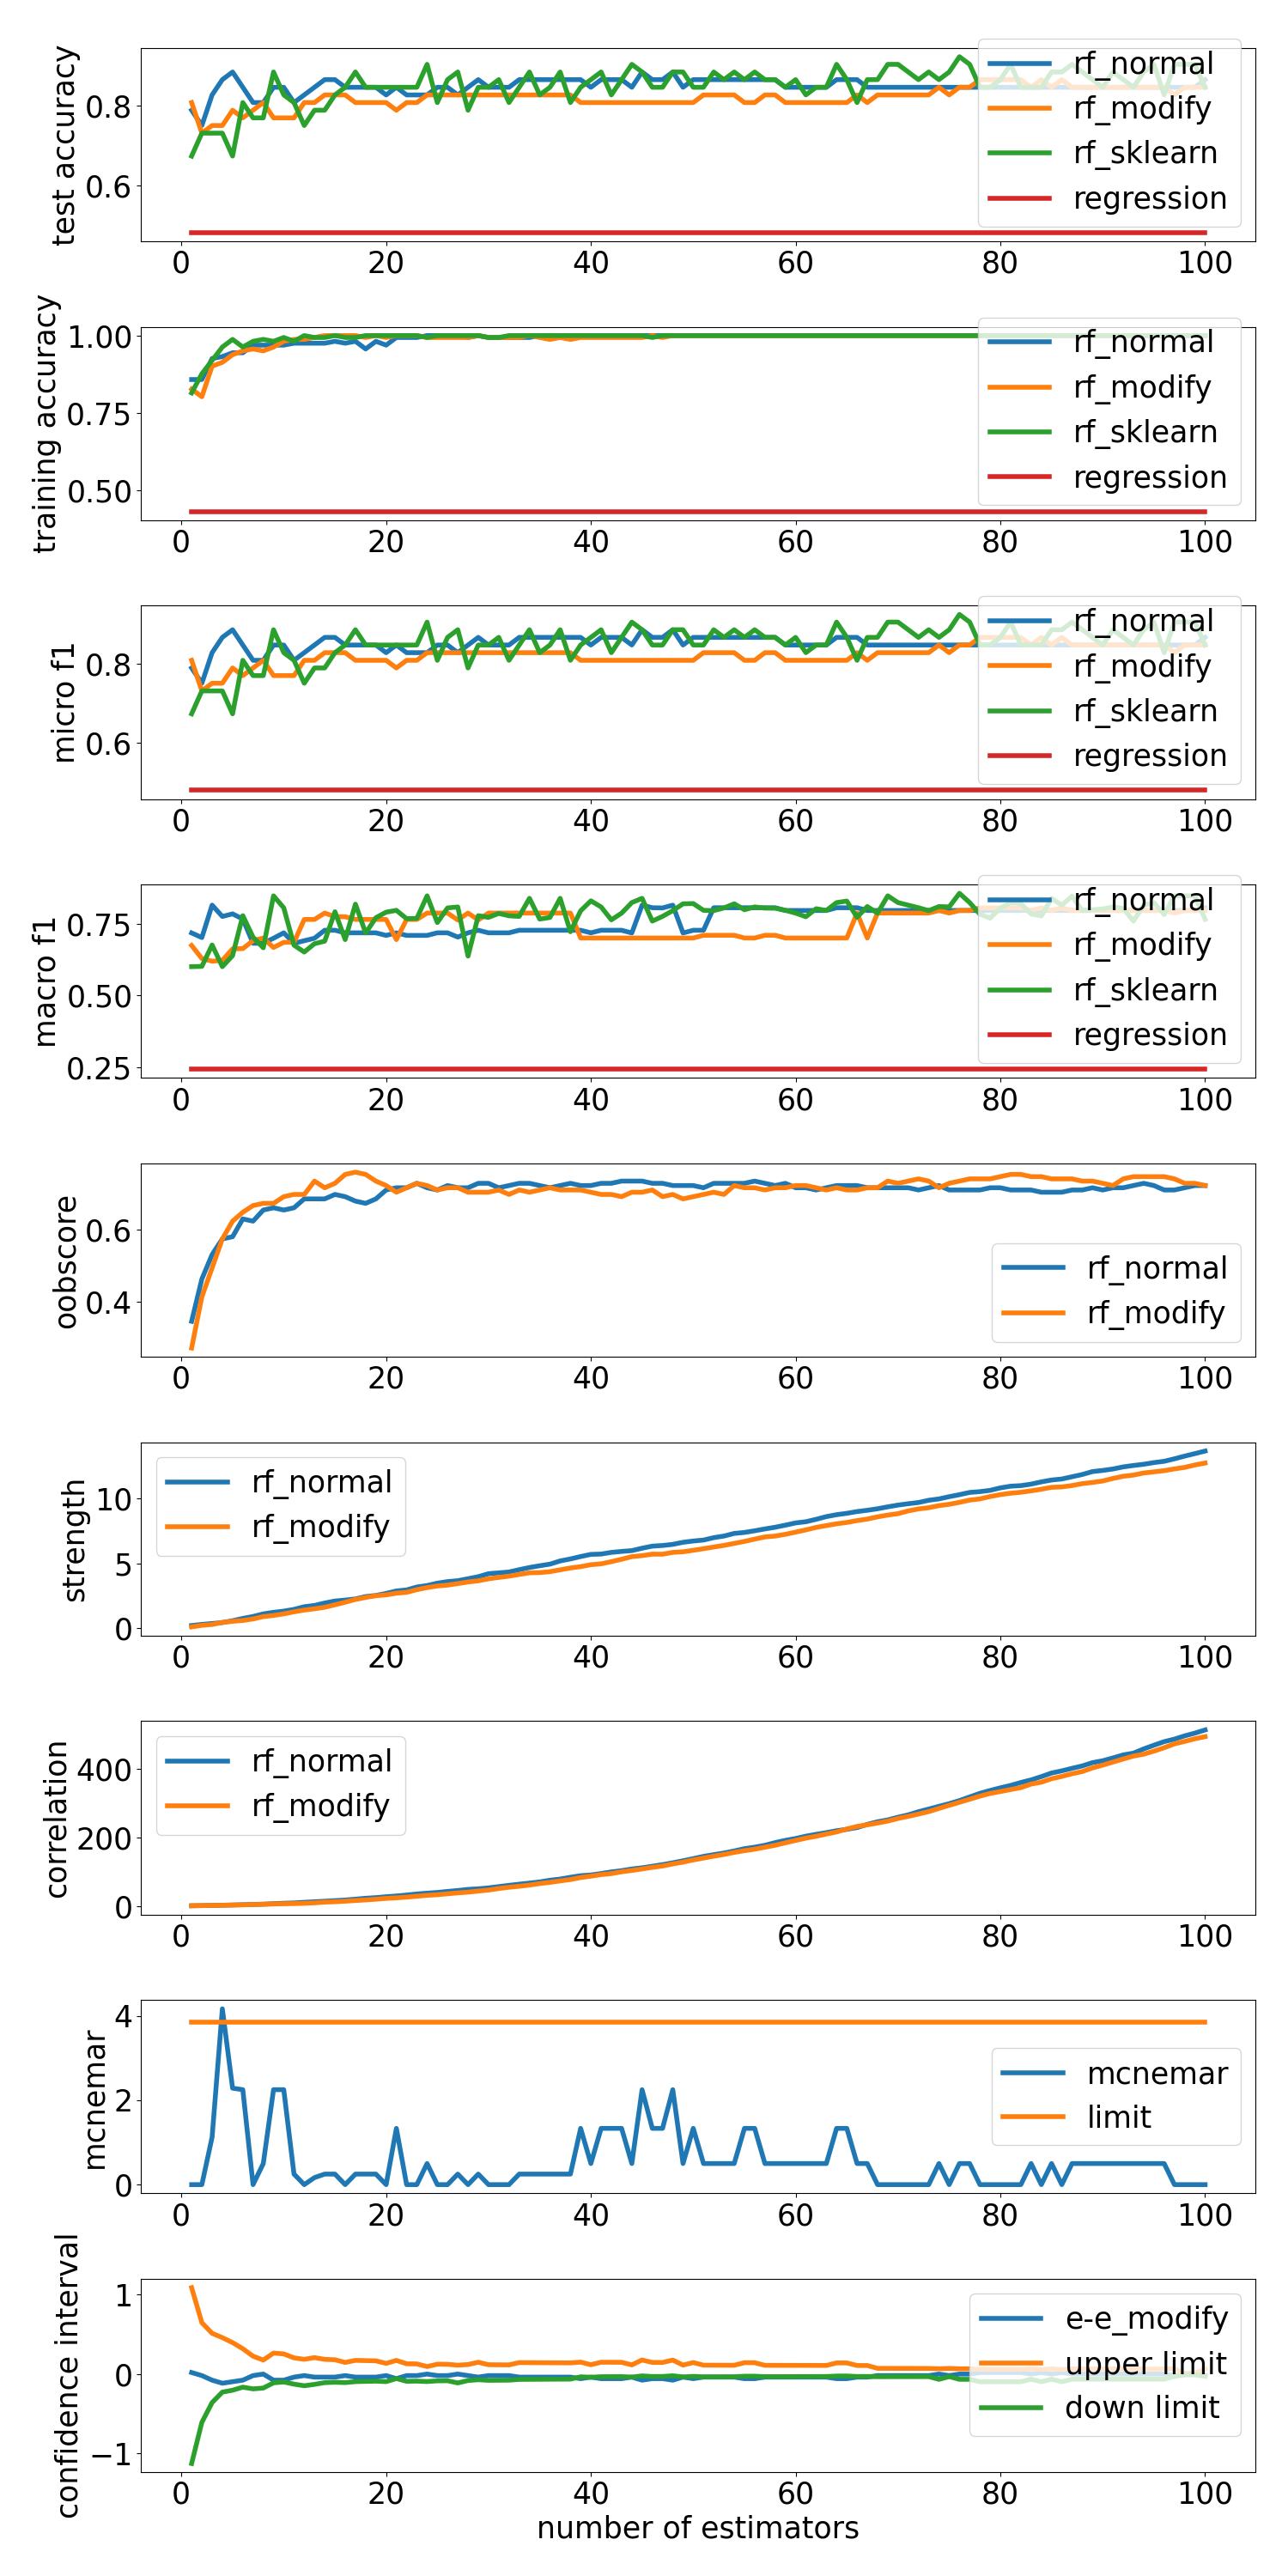 test accuracy
0.8
0.6
rf_normal
rf_modify
rf_sklearn
regression
0 20 40 60 80 100
training accuracy
1.00
0.75
0.50
rf_normal
rf_modify
rf_sklearn
regression
0 20 40 60 80 100
micro f1
0.8
0.6
rf_normal
rf_modify
rf_sklearn
regression
0 20 40 60 80 100
macro f1
0.75
0.50
0.25
rf_normal
rf_modify
rf_sklearn
regression
0 20 40 60 80 100
oobscore
0.6
0.4
rf_normal
rf_modify
0 20 40 60 80 100
strength
10
5
0
rf_normal
rf_modify
0 20 40 60 80 100
correlation
400
200
0
rf_normal
rf_modify
0 20 40 60 80 100
mcnemar
4
2
0
mcnemar
limit
0 20 40 60 80 100
confidence interval
1
0
−1
e-e_modify
upper limit
down limit
0 20 40 60 80 100
number of estimators